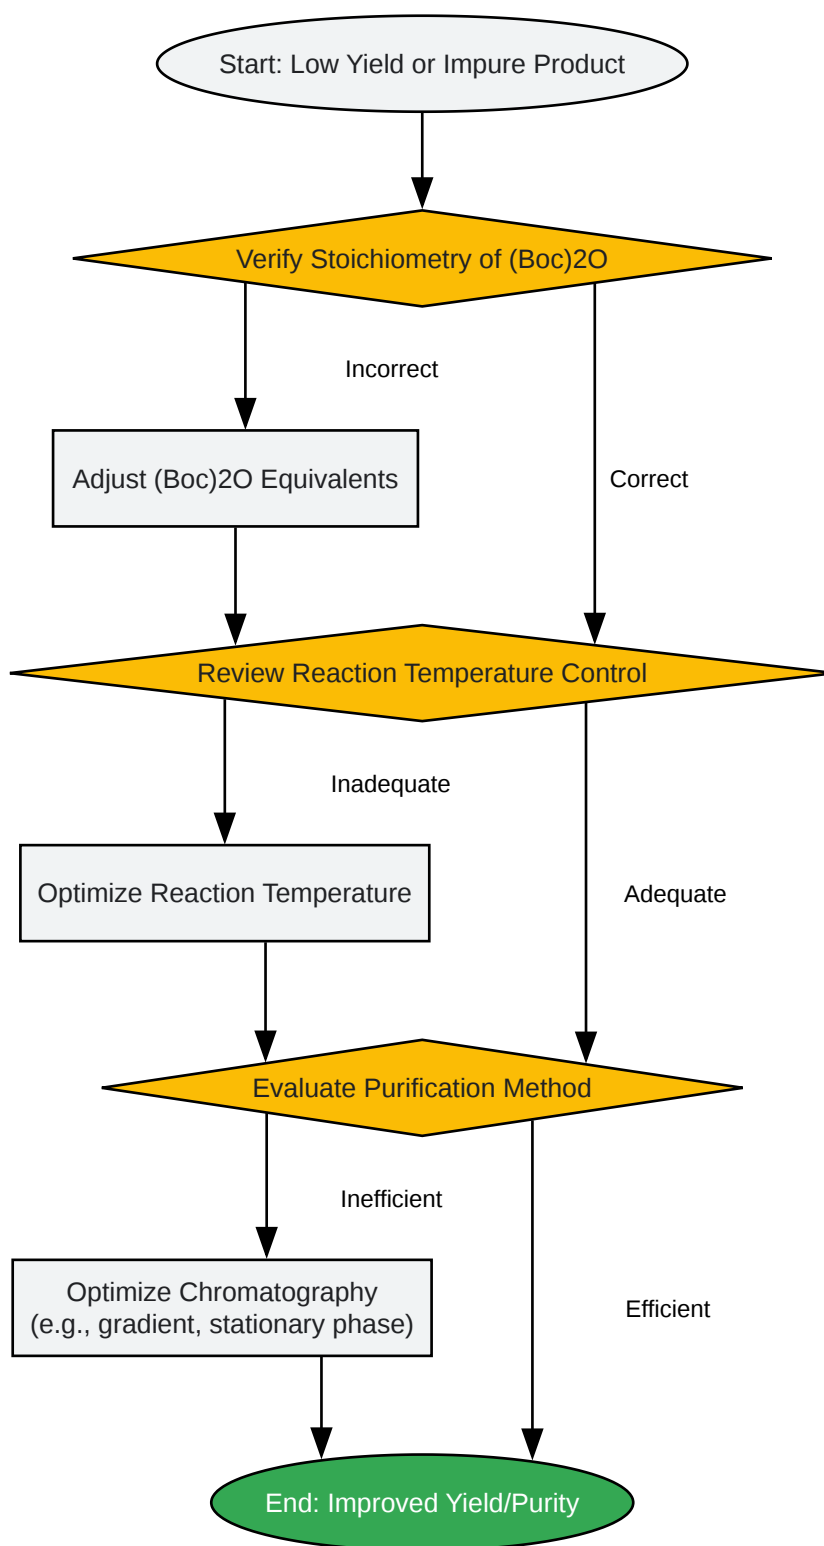 Start: Low Yield or Impure Product
Verify Stoichiometry of (Boc)2O
Incorrect
Adjust (Boc)2O Equivalents
Correct
Review Reaction Temperature Control
Inadequate
Optimize Reaction Temperature
Adequate
Evaluate Purification Method
Inefficient
Optimize Chromatography
(e.g., gradient, stationary phase)
Efficient
End: Improved Yield/Purity